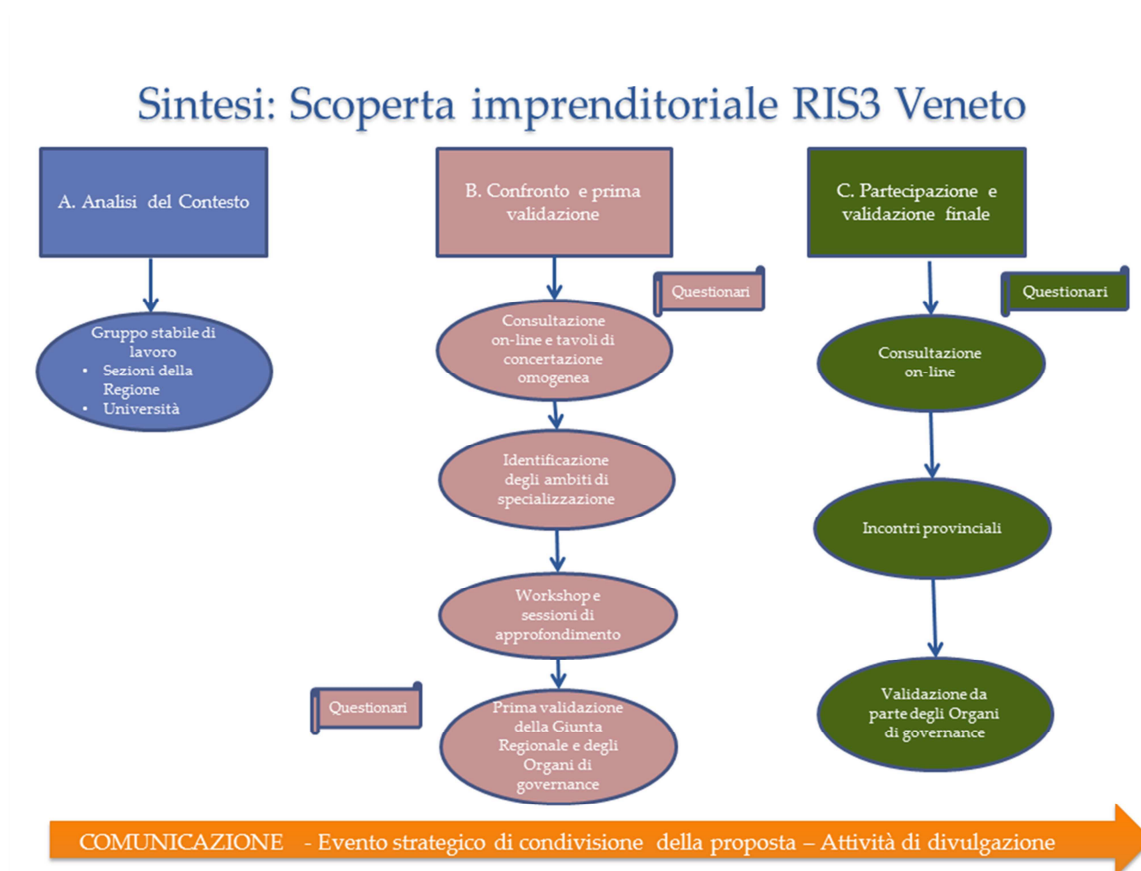 Sintesi: Scoperta imprenditoriale RIS3 Veneto
A. Analisi del Contesto
Gruppo stabile di
lavoro
• Sezioni della
Regione
• Università
B. Confronto e prima
validazione
Questionari
Consultazione
on-line e tavoli di
concertazione
omogenea
Identificazione
degli ambiti di
specializzazione
Workshop e
sessioni di
approfondimento
Questionari
Prima validazione
della Giunta
Regionale e degli
Organi di
governance
C. Partecipazione e
validazione finale
Questionari
Consultazione
on-line
Incontri provinciali
Validazione da
parte degli Organi
di governance
COMUNICAZIONE - Evento strategico di condivisione della proposta – Attività di divulgazione